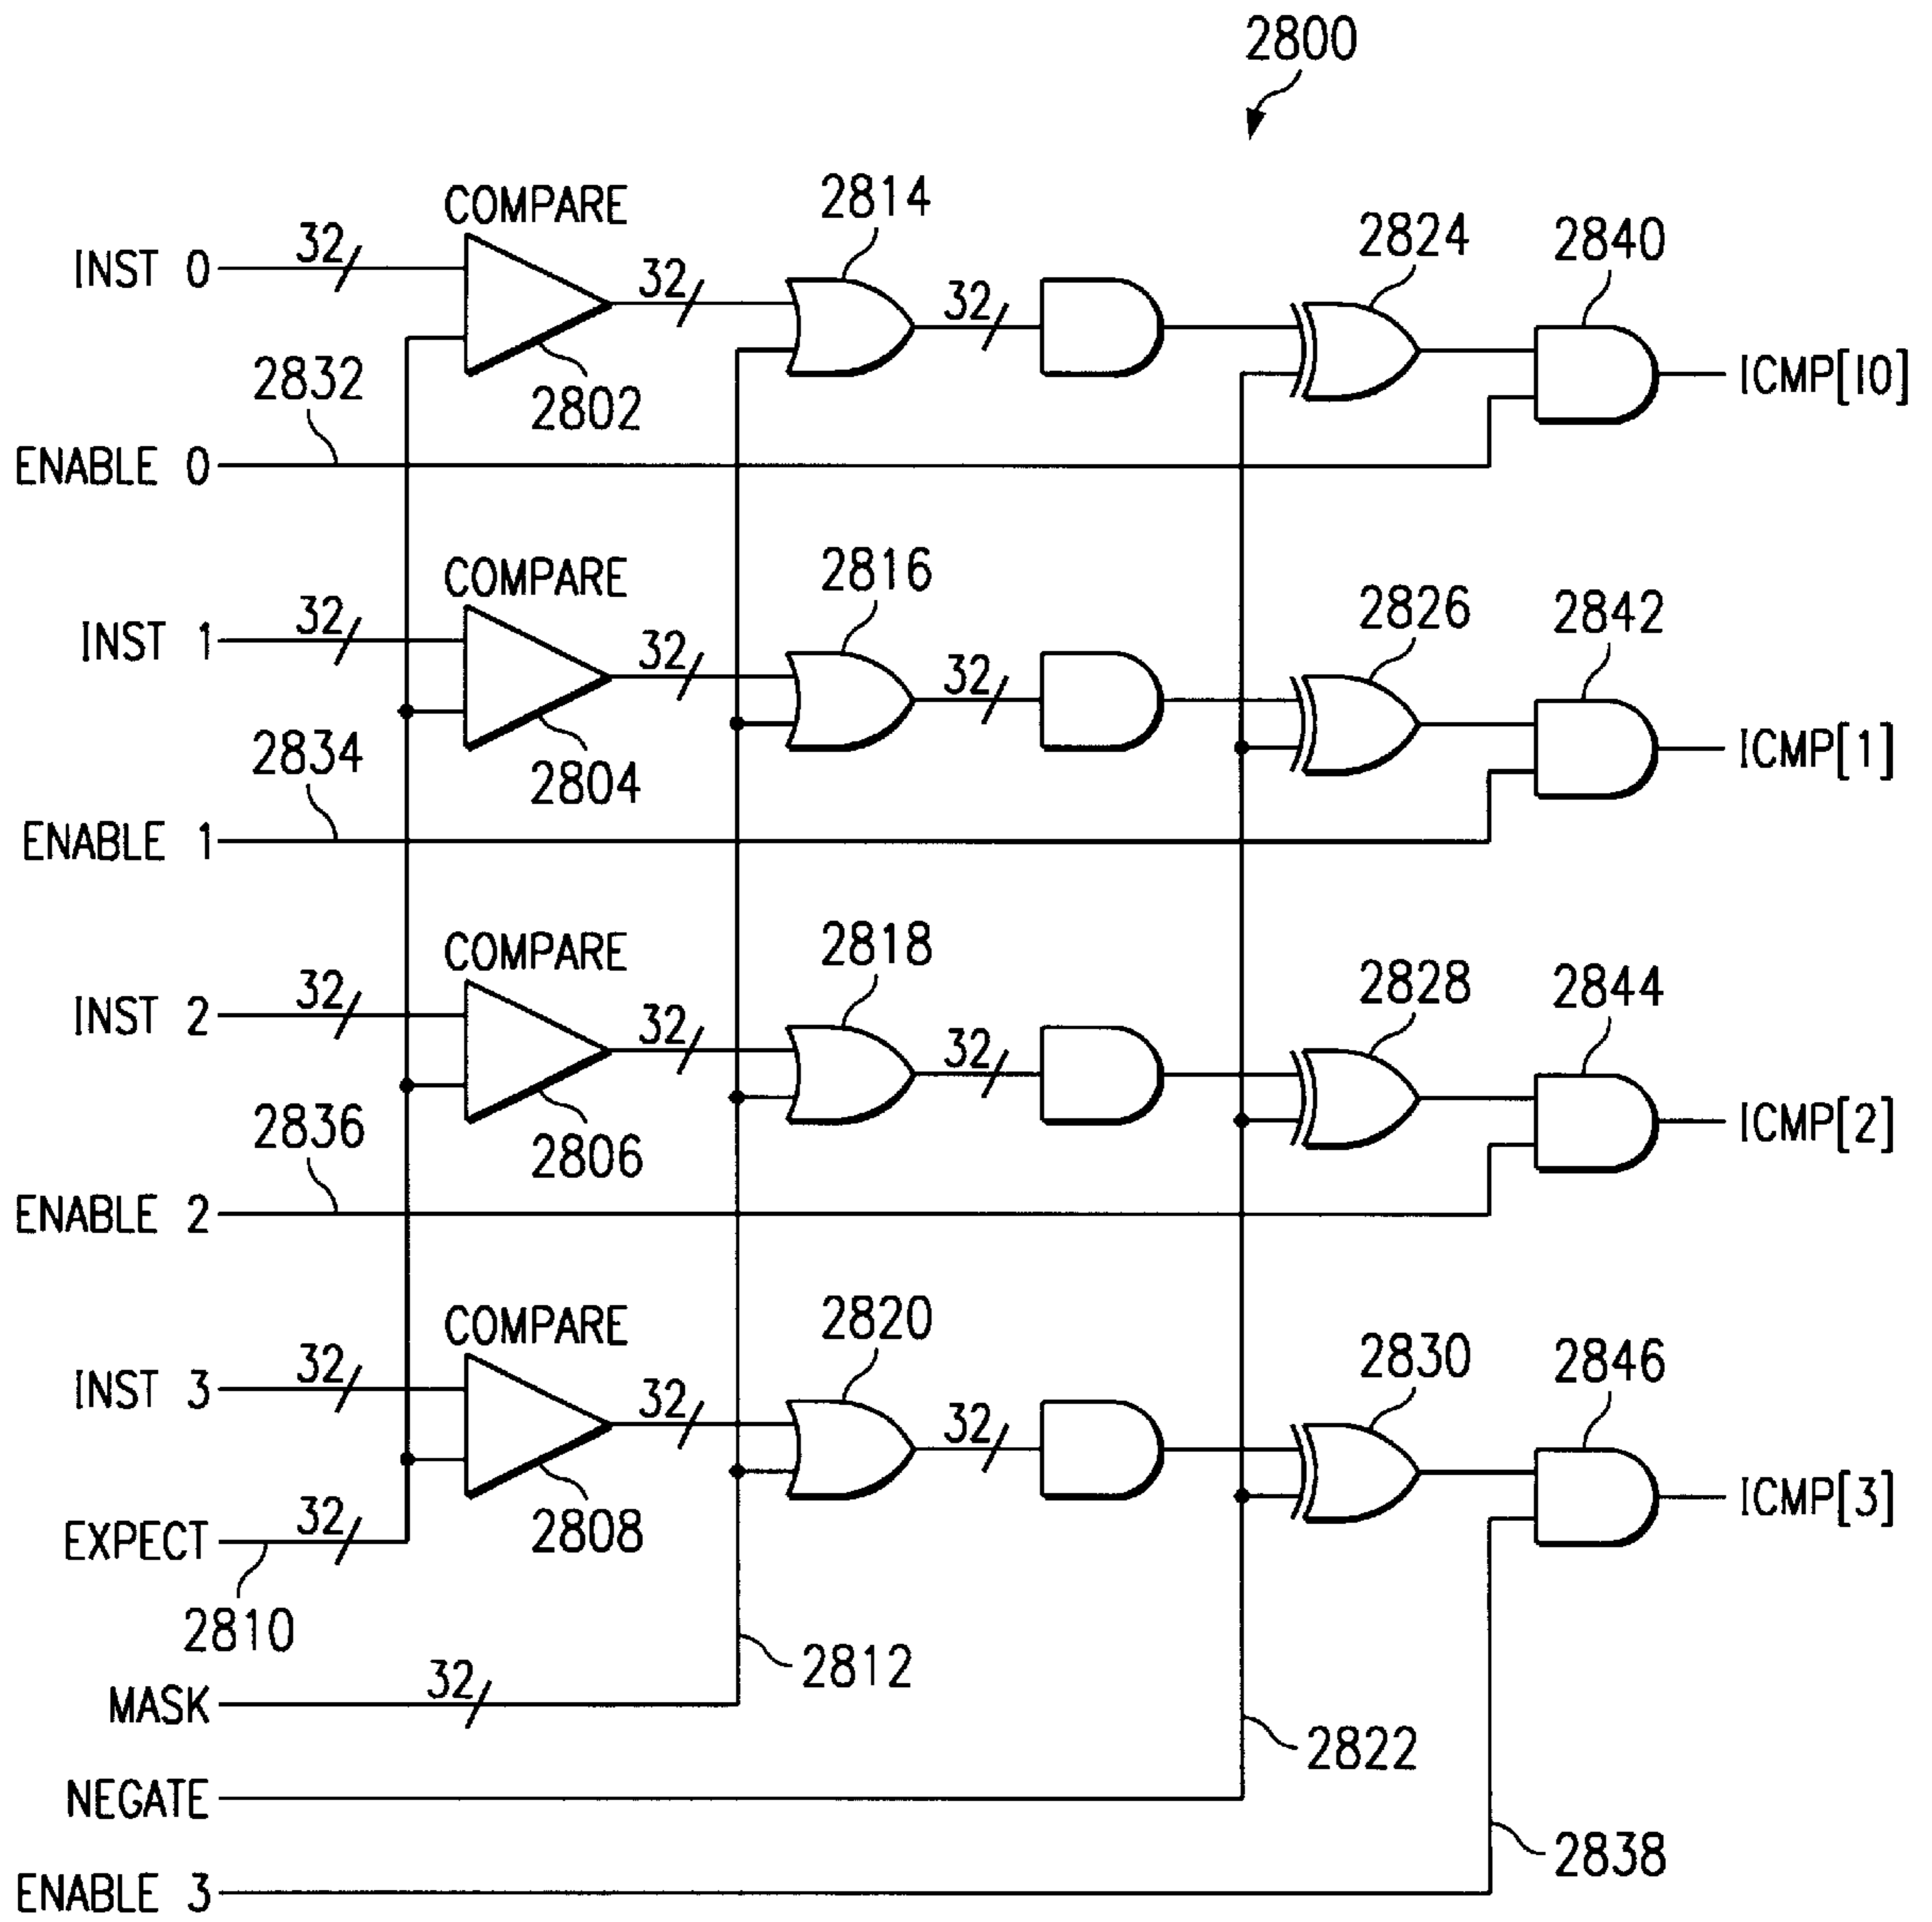 2800
COMPARE
2814
2824
2840
INST 0
32
32
32
ICMP[I0]
2832
2802
ENABLE 0
COMPARE
2816
2826
2842
INST 1
32
32
32
ICMP[1]
2834
2804
ENABLE 1
COMPARE
2818
2828
2844
INST 2
32
32
32
ICMP[2]
2836
2806
ENABLE 2
COMPARE
2820
2830
2846
INST 3
32
32
32
ICMP[3]
EXPECT
32
2808
2810
2812
MASK
32
2822
NEGATE
2838
ENABLE 3